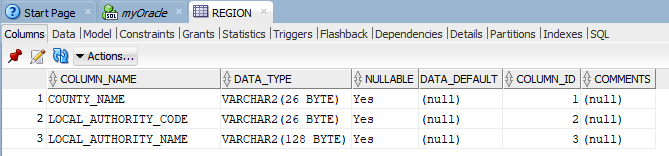 Start Page myOracle REGION
Columns Data Model Constraints Grants Statistics Triggers Flashback Dependencies Details Partitions Indexes SQL
Actions...
COLUMN_NAME DATA_TYPE NULLABLE DATA_DEFAULT COLUMN_ID COMMENTS
1 COUNTY_NAME VARCHAR2(26 BYTE) Yes (null) 1 (null)
2 LOCAL_AUTHORITY_CODE VARCHAR2(26 BYTE) Yes (null) 2 (null)
3 LOCAL_AUTHORITY_NAME VARCHAR2(128 BYTE) Yes (null) 3 (null)